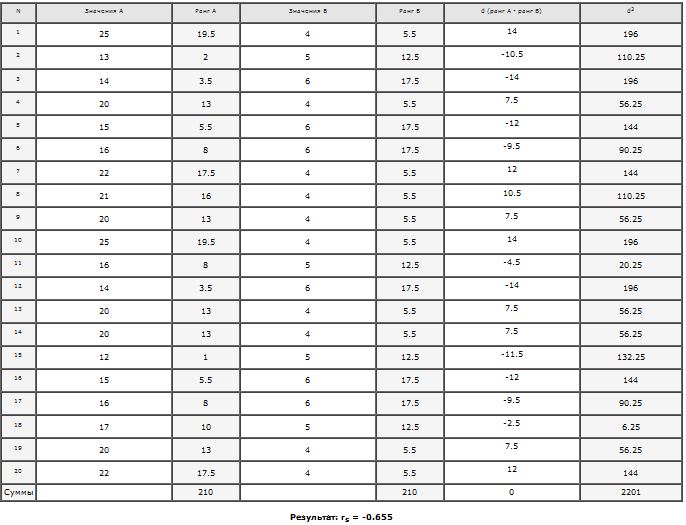 N Значения A Ранг A Значения B Ранг B d (ранг A - ранг B) d²
1 25 19.5 4 5.5 14 196
2 13 2 5 12.5 -10.5 110.25
3 14 3.5 6 17.5 -14 196
4 20 13 4 5.5 7.5 56.25
5 15 5.5 6 17.5 -12 144
6 16 8 6 17.5 -9.5 90.25
7 22 17.5 4 5.5 12 144
8 21 16 4 5.5 10.5 110.25
9 20 13 4 5.5 7.5 56.25
10 25 19.5 4 5.5 14 196
11 16 8 5 12.5 -4.5 20.25
12 14 3.5 6 17.5 -14 196
13 20 13 4 5.5 7.5 56.25
14 20 13 4 5.5 7.5 56.25
15 12 1 5 12.5 -11.5 132.25
16 15 5.5 6 17.5 -12 144
17 16 8 6 17.5 -9.5 90.25
18 17 10 5 12.5 -2.5 6.25
19 20 13 4 5.5 7.5 56.25
20 22 17.5 4 5.5 12 144
Суммы 210 210 0 2201
Результат: rs = -0.655